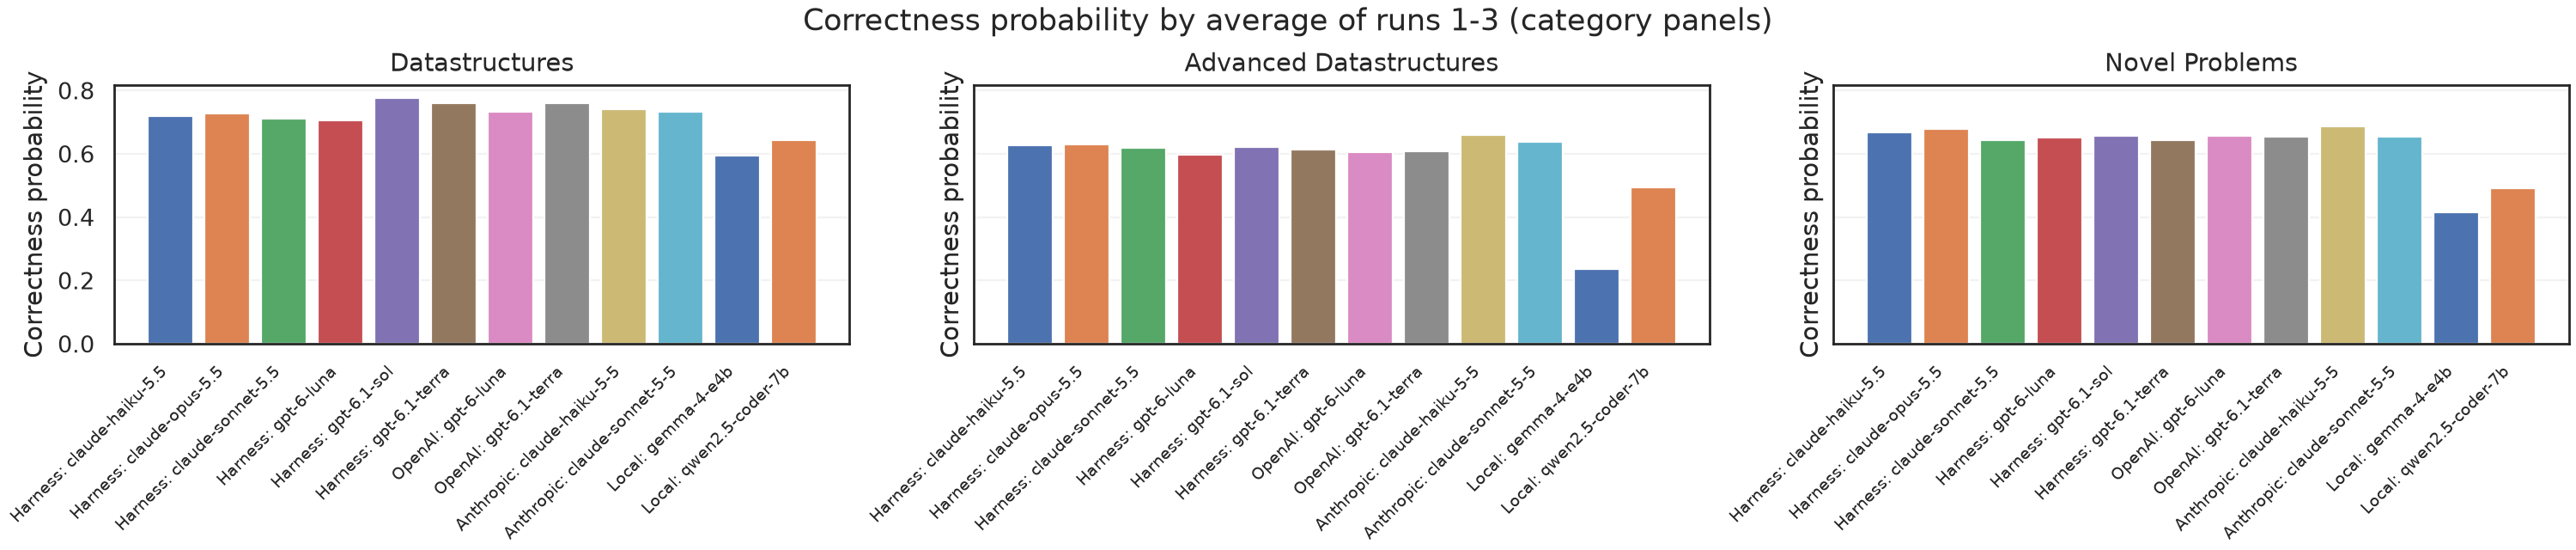 Correctness probability by average of runs 1-3 (category panels)
Datastructures
Correctness probability
0.8
0.6
0.4
0.2
0.0
Harness: claude-haiku-5.5
Harness: claude-opus-5.5
Harness: claude-sonnet-5.5
Harness: gpt-6-luna
Harness: gpt-6.1-sol
Harness: gpt-6.1-terra
OpenAI: gpt-6-luna
OpenAI: gpt-6.1-terra
Anthropic: claude-haiku-5-5
Anthropic: claude-sonnet-5-5
Local: gemma-4-e4b
Local: qwen2.5-coder-7b
Advanced Datastructures
Correctness probability
Harness: claude-haiku-5.5
Harness: claude-opus-5.5
Harness: claude-sonnet-5.5
Harness: gpt-6-luna
Harness: gpt-6.1-sol
Harness: gpt-6.1-terra
OpenAI: gpt-6-luna
OpenAI: gpt-6.1-terra
Anthropic: claude-haiku-5-5
Anthropic: claude-sonnet-5-5
Local: gemma-4-e4b
Local: qwen2.5-coder-7b
Novel Problems
Correctness probability
Harness: claude-haiku-5.5
Harness: claude-opus-5.5
Harness: claude-sonnet-5.5
Harness: gpt-6-luna
Harness: gpt-6.1-sol
Harness: gpt-6.1-terra
OpenAI: gpt-6-luna
OpenAI: gpt-6.1-terra
Anthropic: claude-haiku-5-5
Anthropic: claude-sonnet-5-5
Local: gemma-4-e4b
Local: qwen2.5-coder-7b